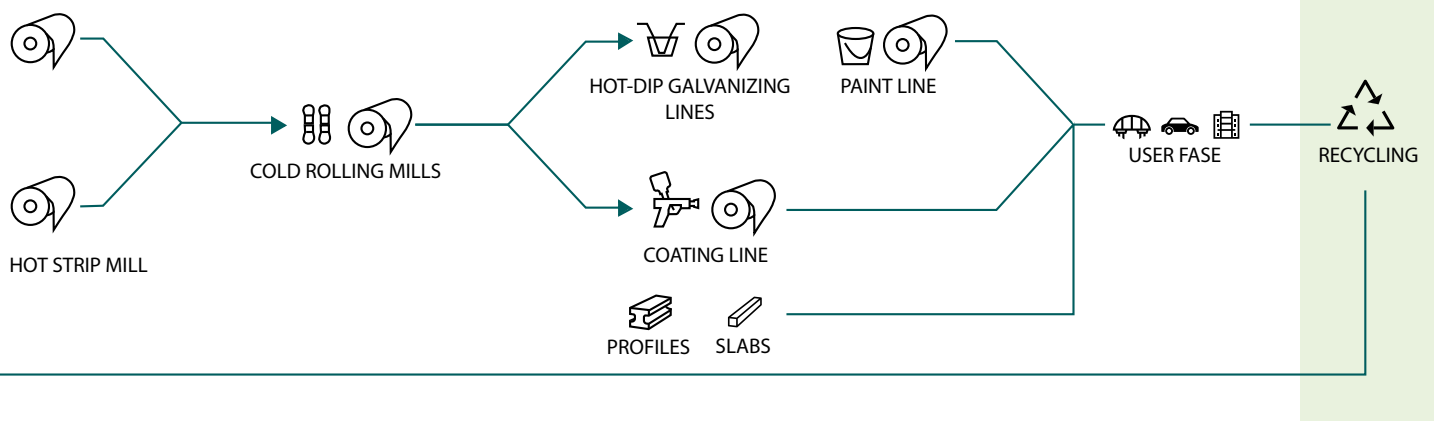 HOT-DIP GALVANIZING
LINES
PAINT LINE
COLD ROLLING MILLS
USER FASE
RECYCLING
HOT STRIP MILL
COATING LINE
PROFILES
SLABS